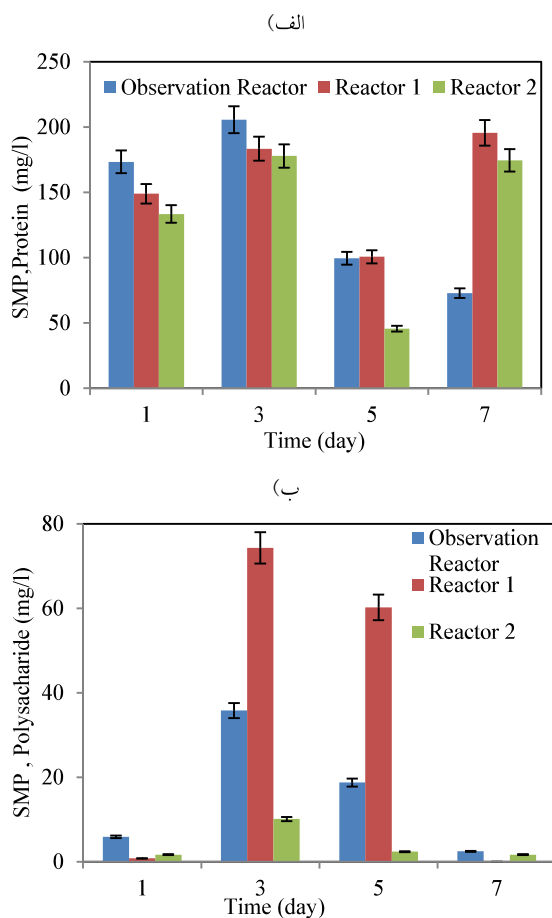 الف)
250
200
150
100
50
0
SMP,Protein (mg/l)
Observation Reactor Reactor 1 Reactor 2
1 3 5 7
Time (day)
ب)
80
60
40
20
0
SMP , Polysacharide (mg/l)
Observation
Reactor
Reactor 1
Reactor 2
1 3 5 7
Time (day)